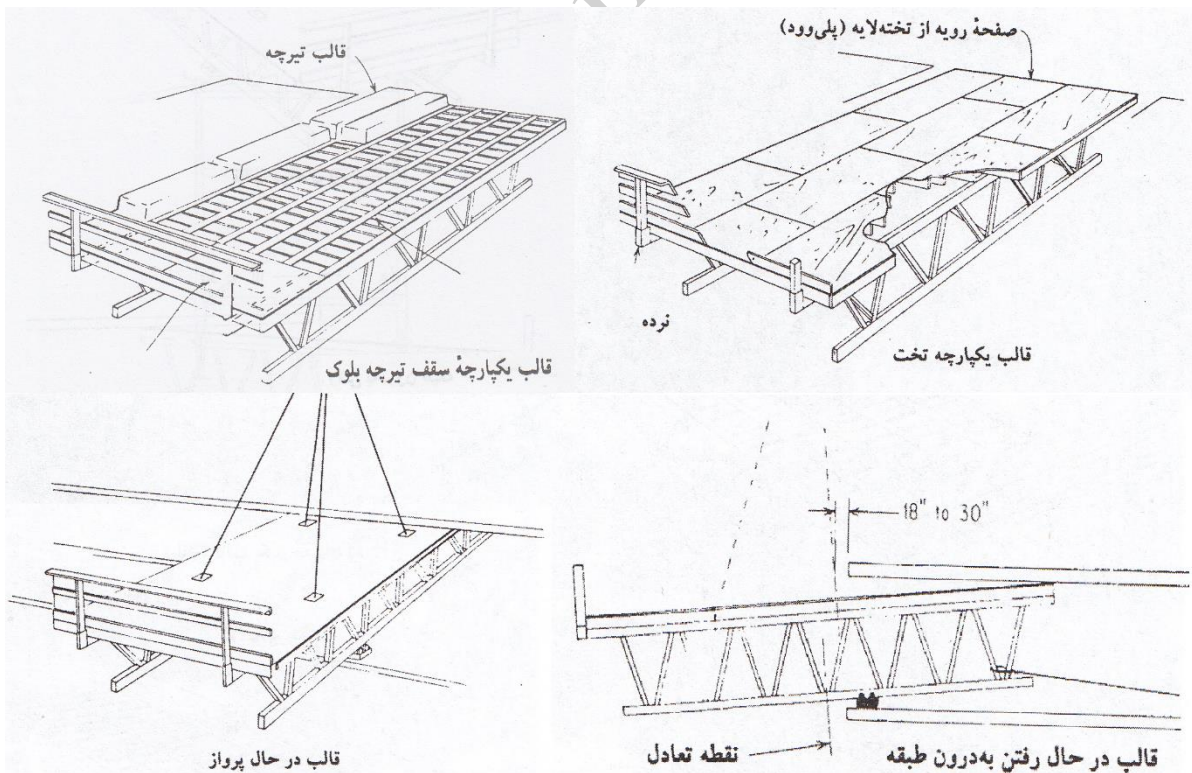 قالب تیرچه
صفحهٔ رویه از تخته‌لایه (پلی‌وود)
نرده
قالب یکپارچه تخت
قالب یکپارچهٔ سقف تیرچه بلوک
18" to 30"
نقطه تعادل
قالب در حال رفتن به‌درون طبقه
قالب در حال پرواز